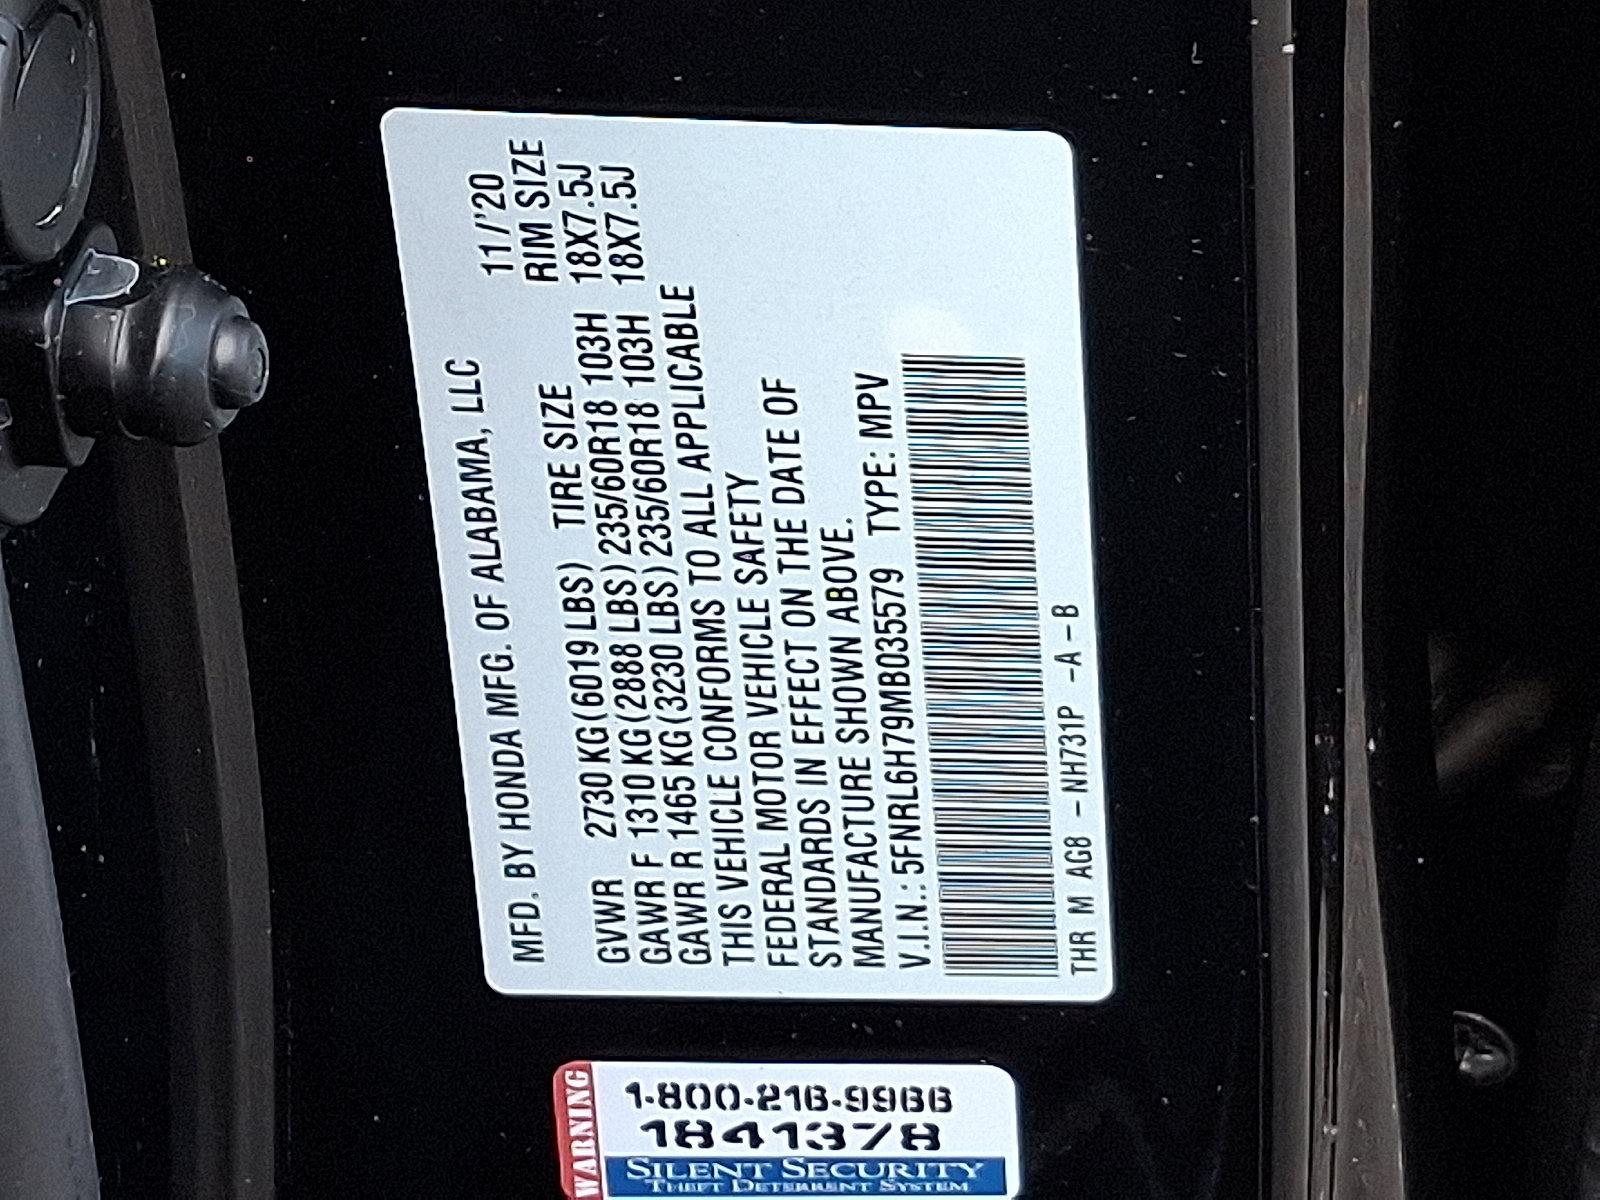 MFD. BY HONDA MFG. OF ALABAMA, LLC 11/'20
TIRE SIZE RIM SIZE
GVWR 2730 KG (6019 LBS)
GAWR F 1310 KG (2888 LBS) 235/60R18 103H 18X7.5J
GAWR R 1465 KG (3230 LBS) 235/60R18 103H 18X7.5J
THIS VEHICLE CONFORMS TO ALL APPLICABLE
FEDERAL MOTOR VEHICLE SAFETY
STANDARDS IN EFFECT ON THE DATE OF
MANUFACTURE SHOWN ABOVE.
V.I.N.: 5FNRL6H79MB035579 TYPE: MPV
THR M AG8 - NH731P - A - B
WARNING
1-800-216-9966
1841378
SILENT SECURITY
THEFT DETERRENT SYSTEM